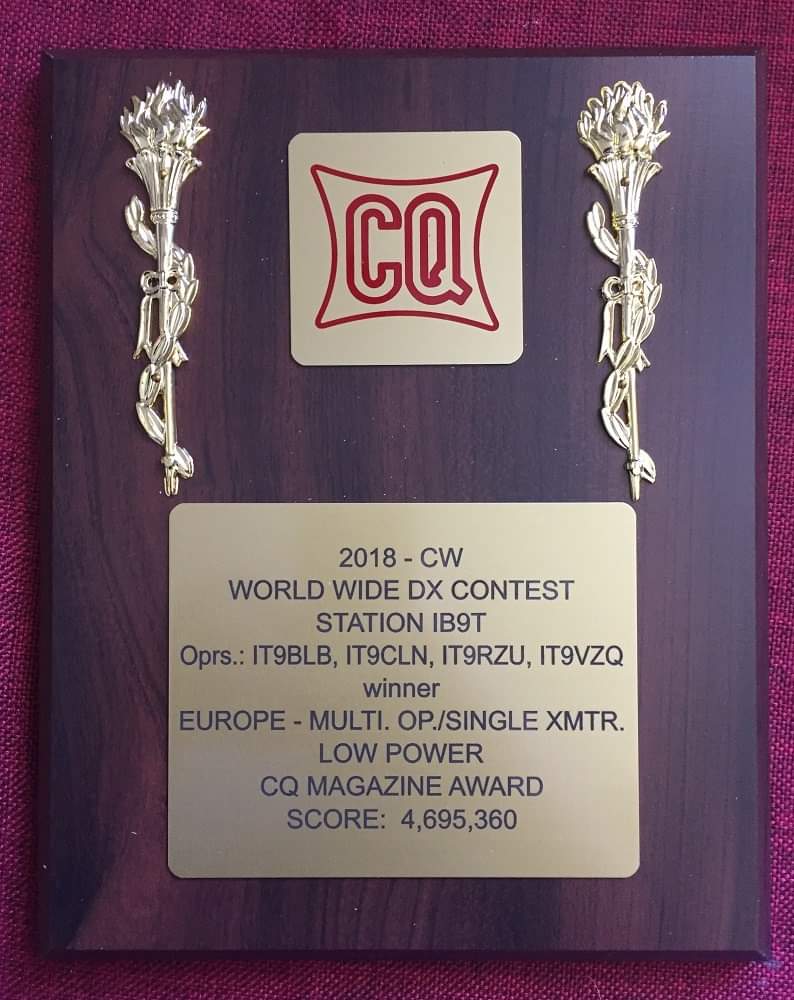 CQ
2018 - CW
WORLD WIDE DX CONTEST
STATION IB9T
Oprs.: IT9BLB, IT9CLN, IT9RZU, IT9VZQ
winner
EUROPE - MULTI. OP./SINGLE XMTR.
LOW POWER
CQ MAGAZINE AWARD
SCORE: 4,695,360